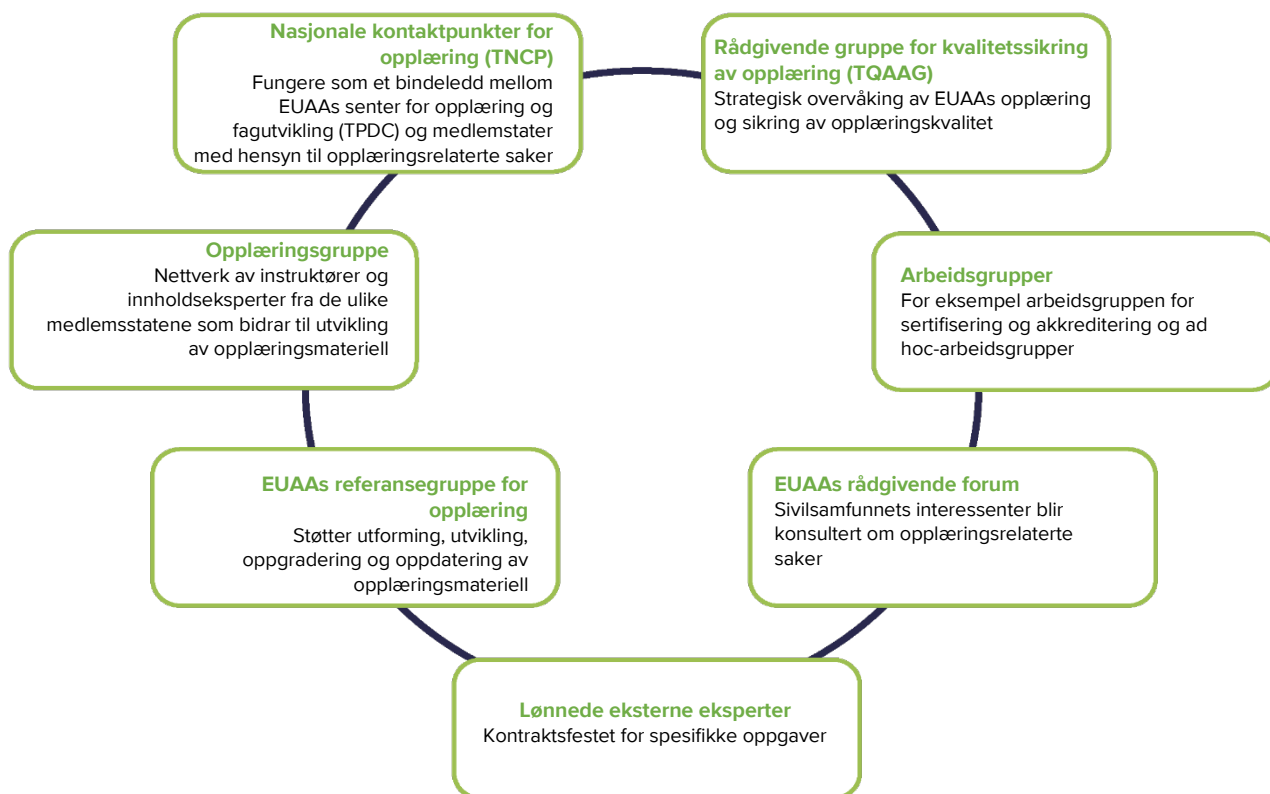 Nasjonale kontaktpunkter for
opplæring (TNCP)
Fungere som et bindeledd mellom
EUAAs senter for opplæring og
fagutvikling (TPDC) og medlemstater
med hensyn til opplæringsrelaterte saker
Rådgivende gruppe for kvalitetssikring
av opplæring (TQAAG)
Strategisk overvåking av EUAAs opplæring
og sikring av opplæringskvalitet
Opplæringsgruppe
Nettverk av instruktører og
innholdseksperter fra de ulike
medlemsstatene som bidrar til utvikling
av opplæringsmateriell
Arbeidsgrupper
For eksempel arbeidsgruppen for
sertifisering og akkreditering og ad
hoc-arbeidsgrupper
EUAAs referansegruppe for
opplæring
Støtter utforming, utvikling,
oppgradering og oppdatering av
opplæringsmateriell
EUAAs rådgivende forum
Sivilsamfunnets interessenter blir
konsultert om opplæringsrelaterte
saker
Lønnede eksterne eksperter
Kontraktsfestet for spesifikke oppgaver